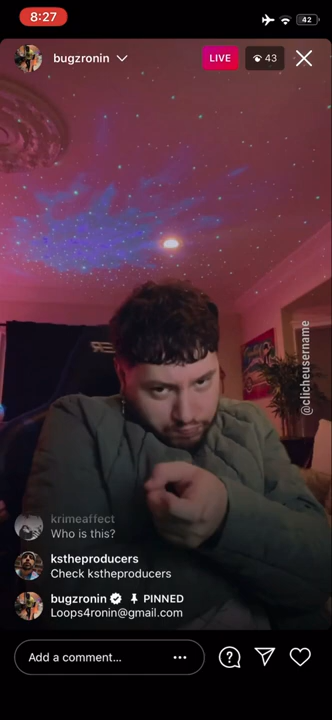 8:27
42
bugzronin
LIVE
43
@clicheusername
krimeaffect
Who is this?
kstheproducers
Check kstheproducers
bugzronin PINNED
Loops4ronin@gmail.com
Add a comment...